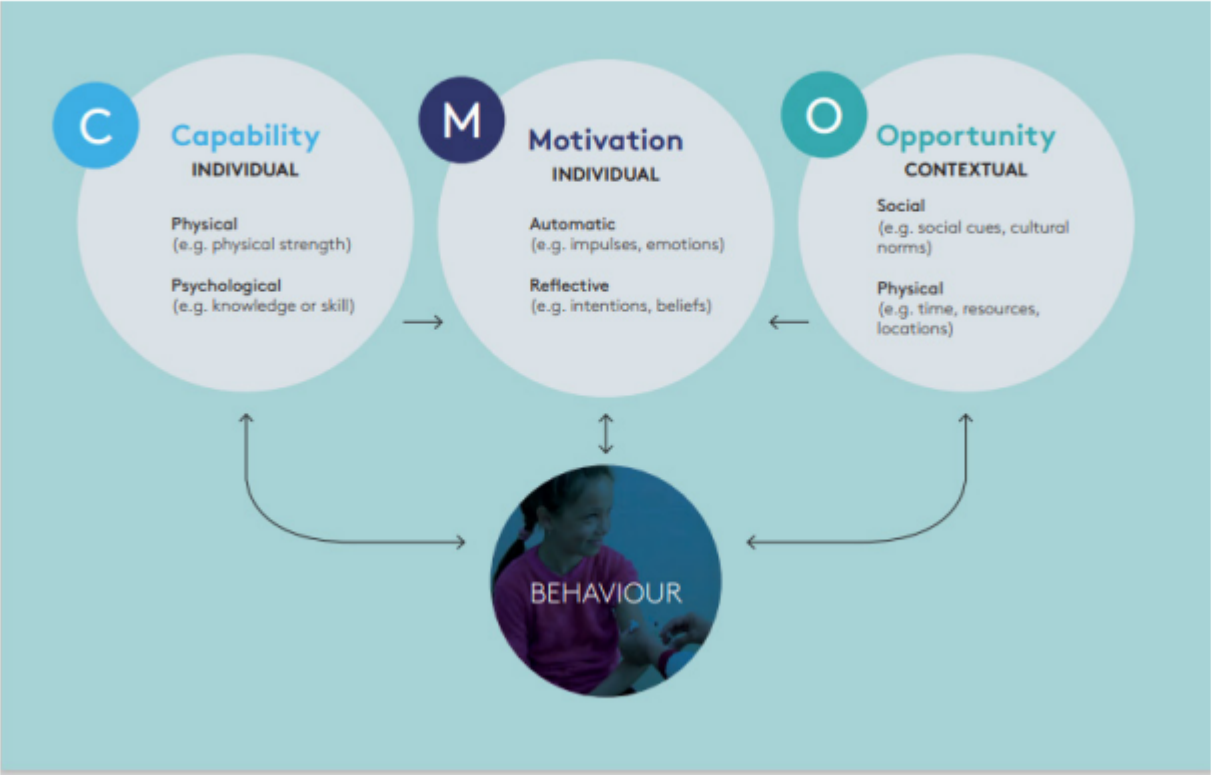 C
Capability
INDIVIDUAL
Physical
(e.g. physical strength)
Psychological
(e.g. knowledge or skill)
M
Motivation
INDIVIDUAL
Automatic
(e.g. impulses, emotions)
Reflective
(e.g. intentions, beliefs)
O
Opportunity
CONTEXTUAL
Social
(e.g. social cues, cultural
norms)
Physical
(e.g. time, resources,
locations)
BEHAVIOUR